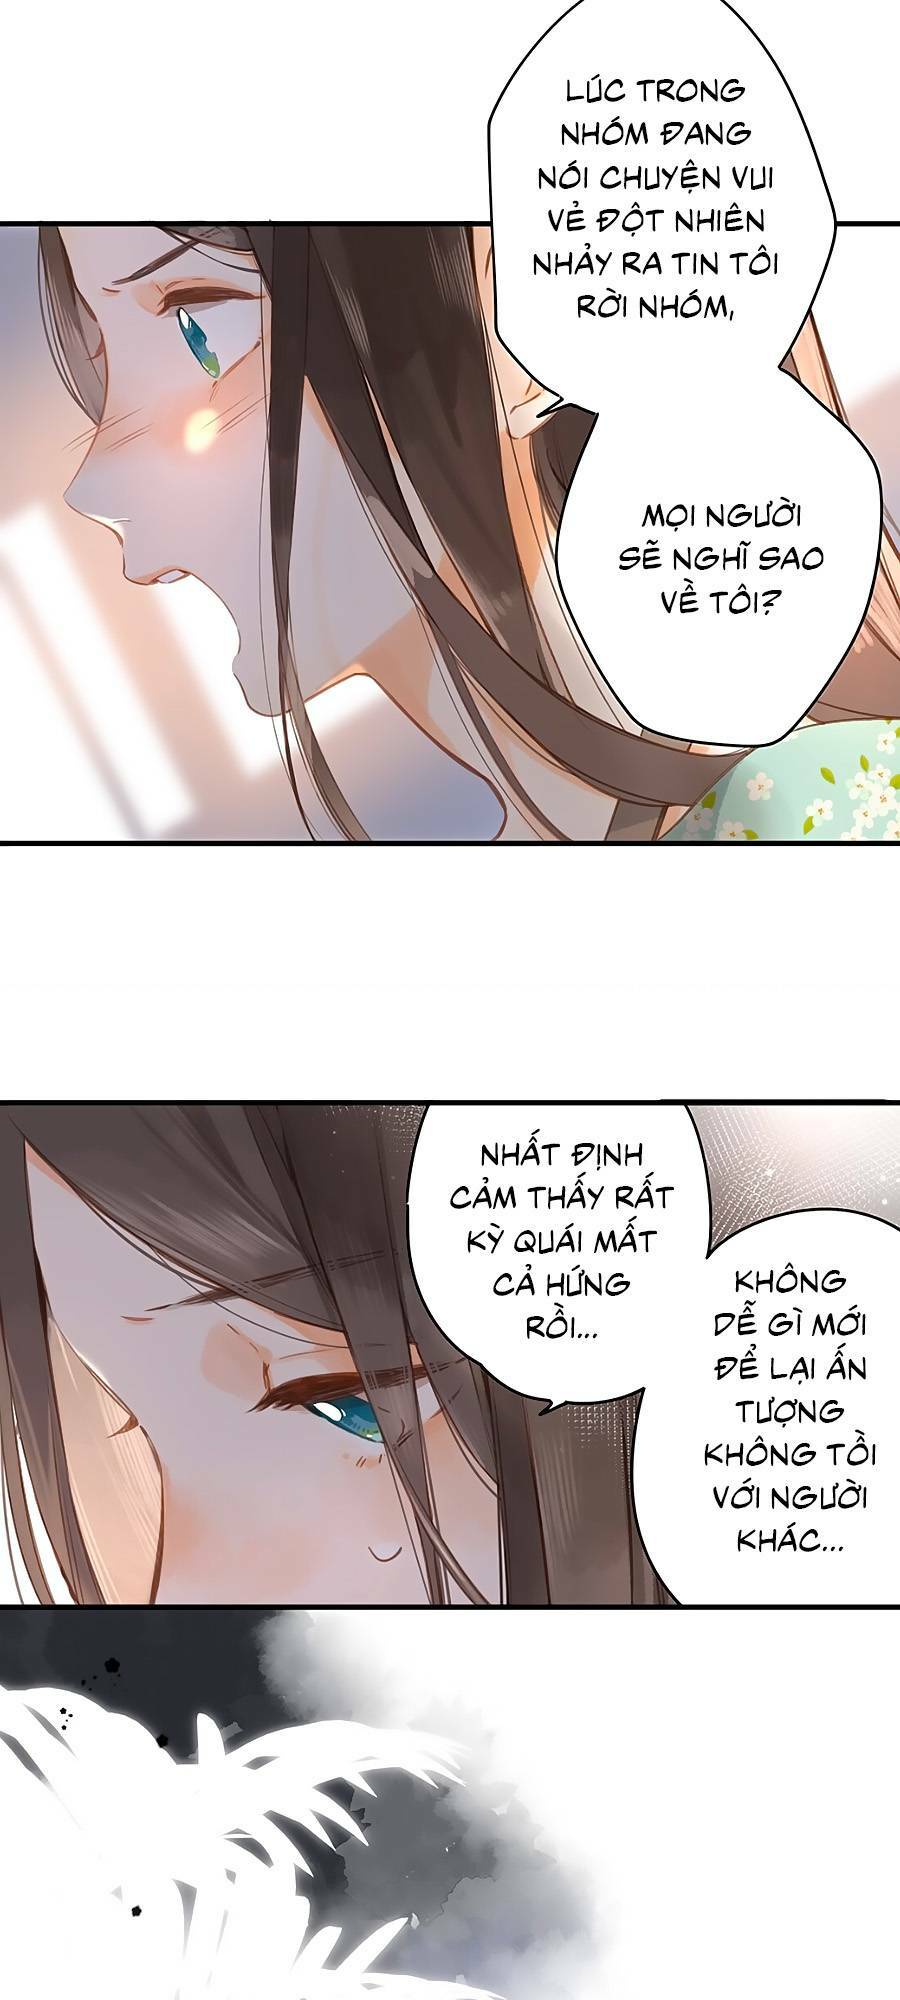 LÚC TRONG
NHÓM ĐANG
NÓI CHUYỆN VUI
VẺ ĐỘT NHIÊN
NHẢY RA TIN TÔI
RỜI NHÓM,
MỌI NGƯỜI
SẼ NGHĨ SAO
VỀ TÔI?
NHẤT ĐỊNH
CẢM THẤY RẤT
KỲ QUÁI MẤT
CẢ HỨNG
RỒI...
KHÔNG
DỄ GÌ MỚI
ĐỂ LẠI ẤN
TƯỢNG
KHÔNG TỒI
VỚI NGƯỜI
KHÁC...